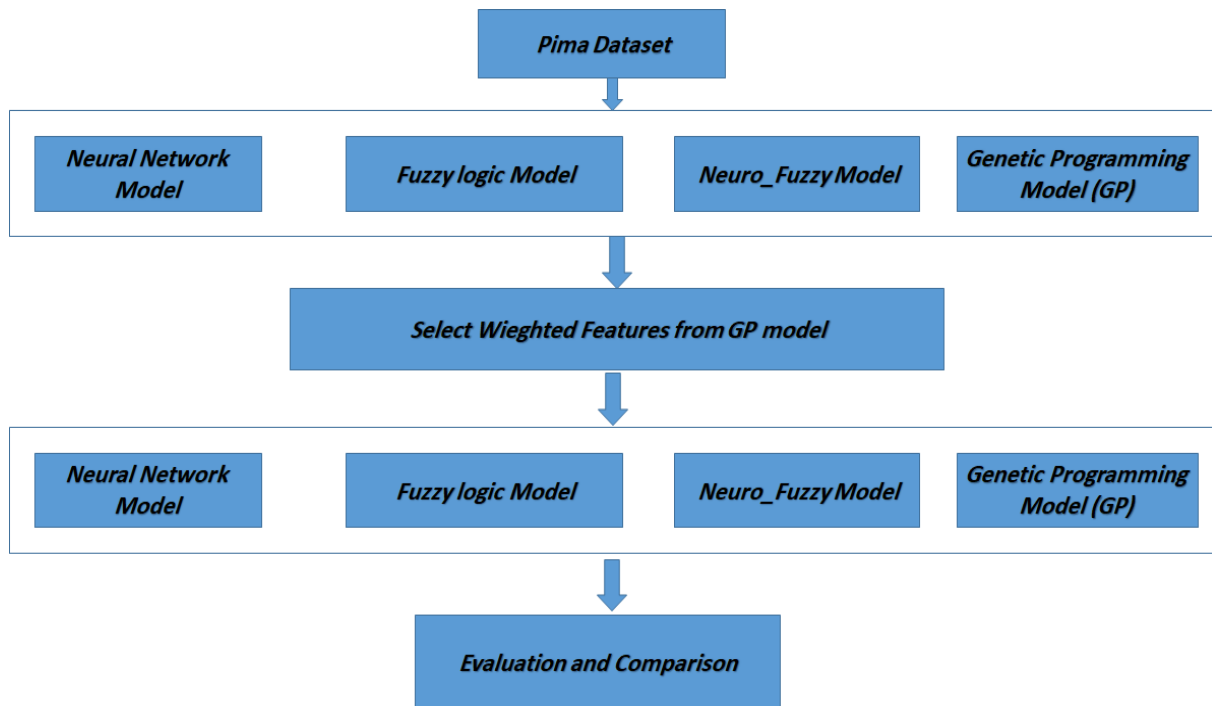 Pima Dataset
Neural Network
Model
Fuzzy logic Model
Neuro_Fuzzy Model
Genetic Programming
Model (GP)
Select Wieghted Features from GP model
Neural Network
Model
Fuzzy logic Model
Neuro_Fuzzy Model
Genetic Programming
Model (GP)
Evaluation and Comparison